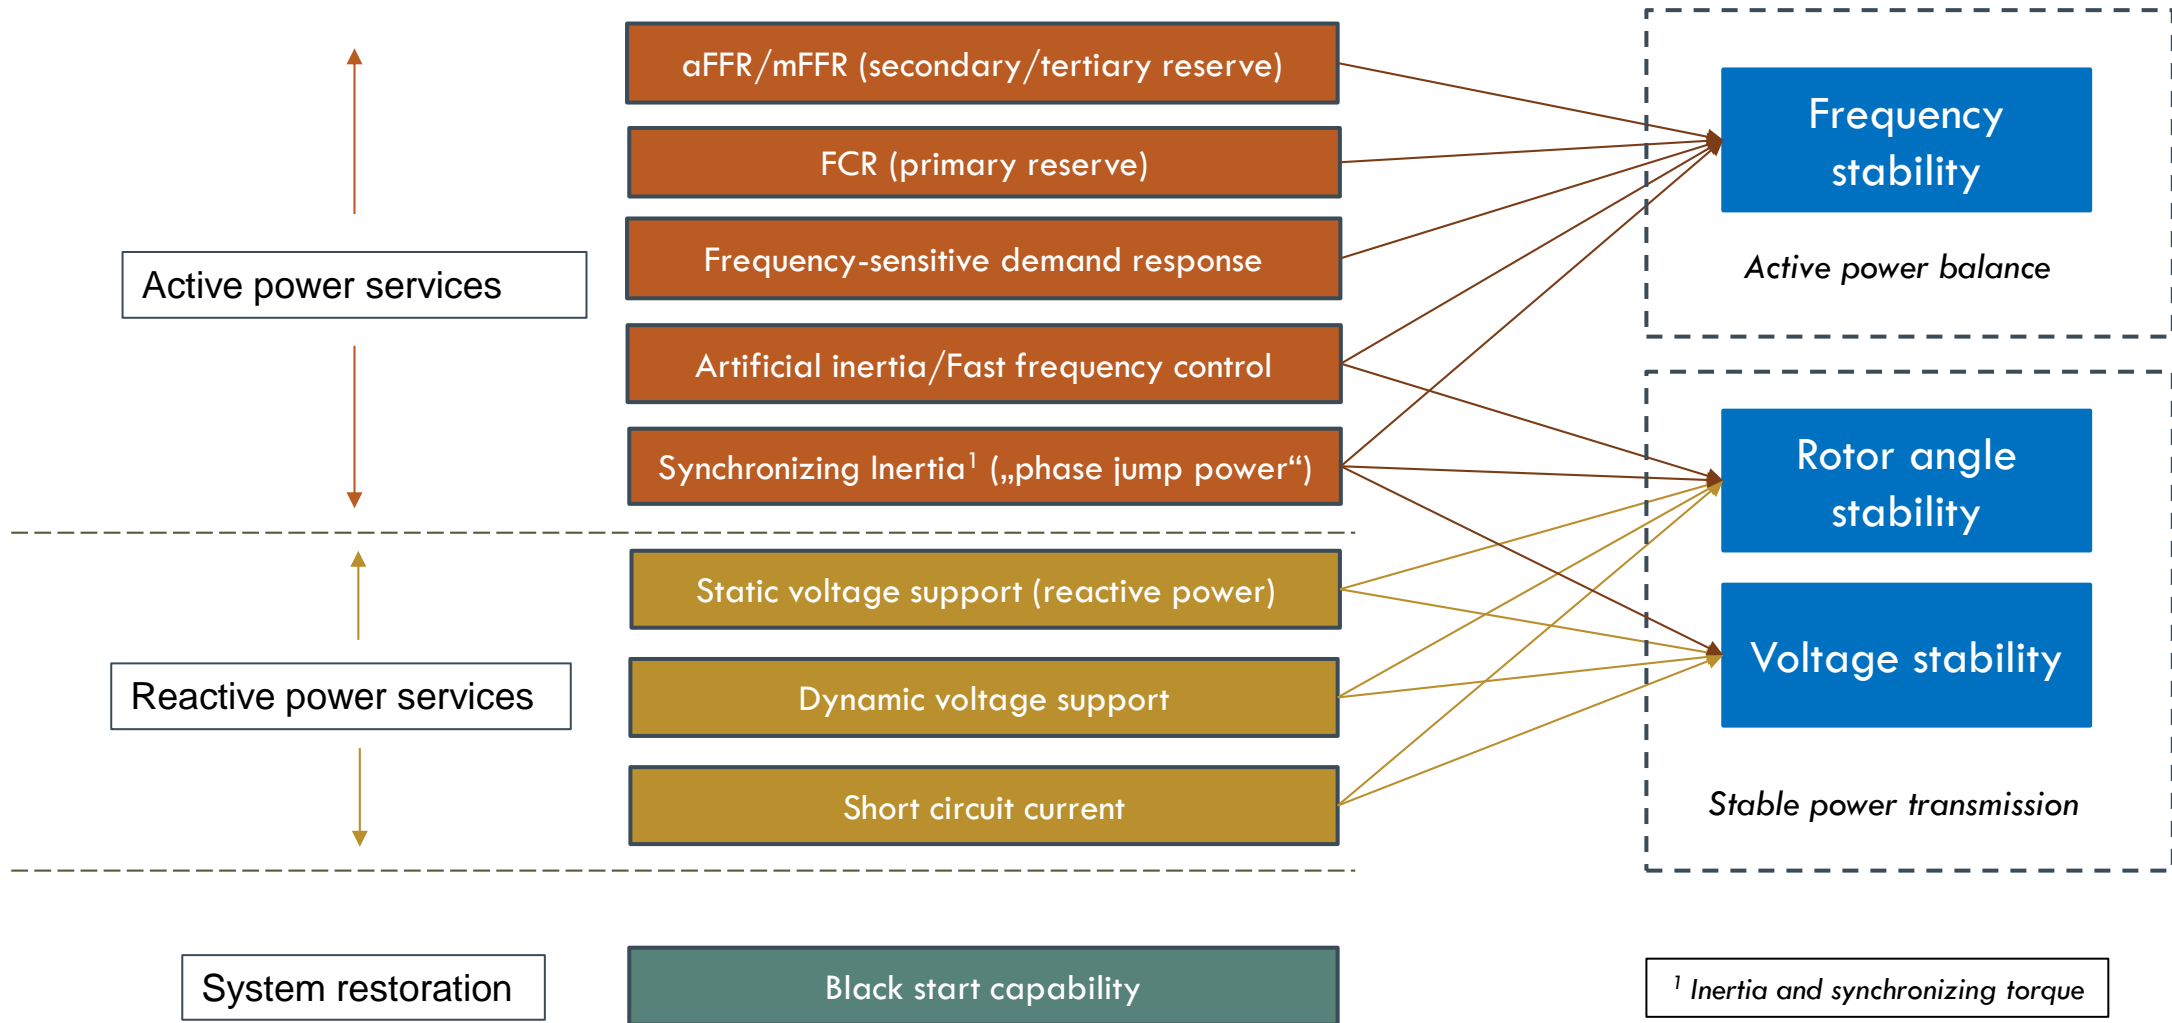 Active power services
aFFR/mFFR (secondary/tertiary reserve)
FCR (primary reserve)
Frequency-sensitive demand response
Artificial inertia/Fast frequency control
Synchronizing Inertia¹ („phase jump power“)
Reactive power services
Static voltage support (reactive power)
Dynamic voltage support
Short circuit current
System restoration
Black start capability
Frequency
stability
Active power balance
Rotor angle
stability
Voltage stability
Stable power transmission
¹ Inertia and synchronizing torque